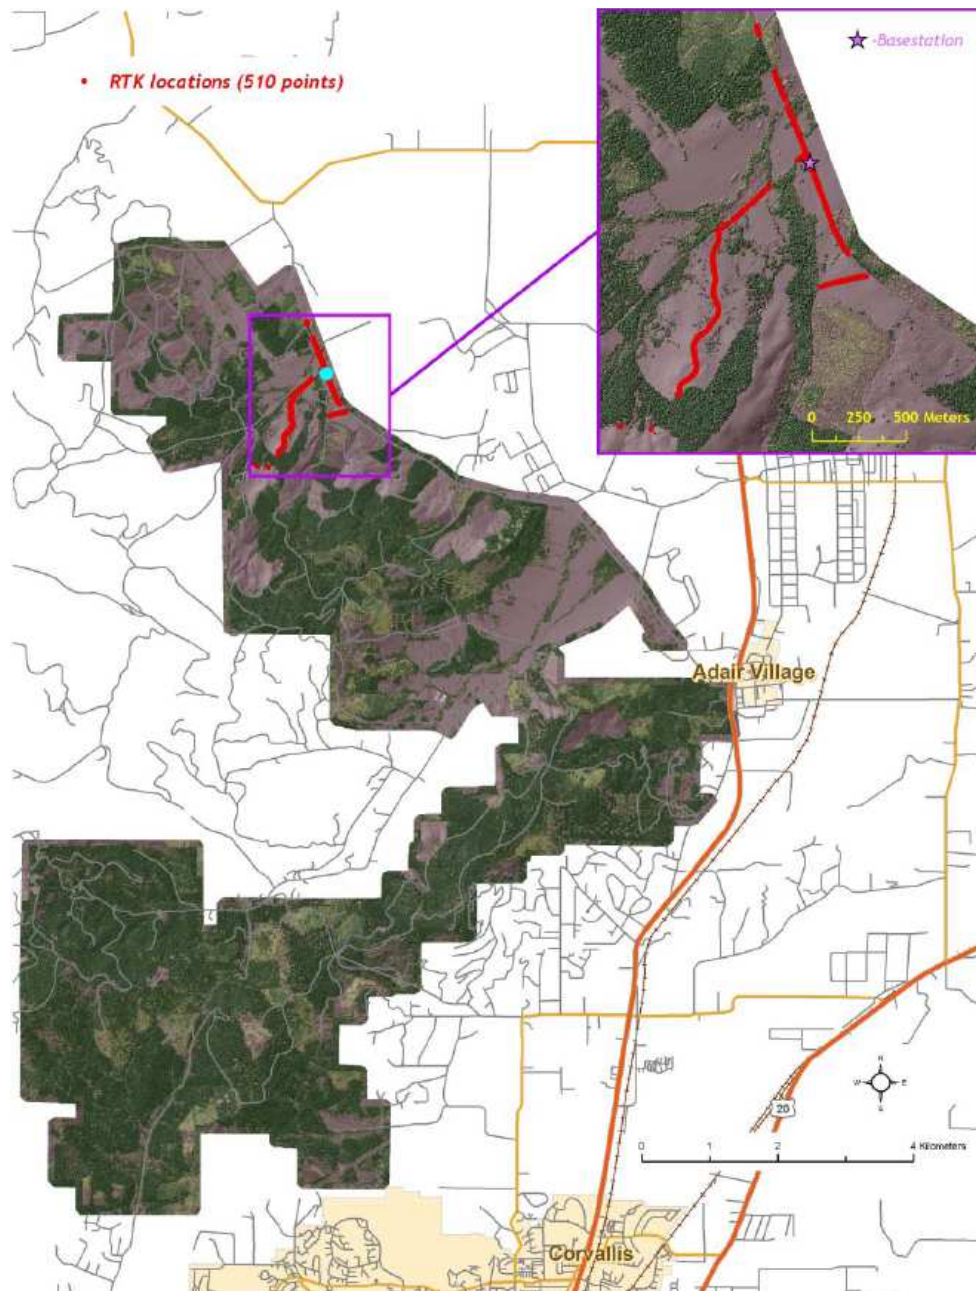 -Basestation
RTK locations (510 points)
0 250 500 Meters
Adair Village
N
W E
S
20
0 1 2 4 Kilometers
Corvallis